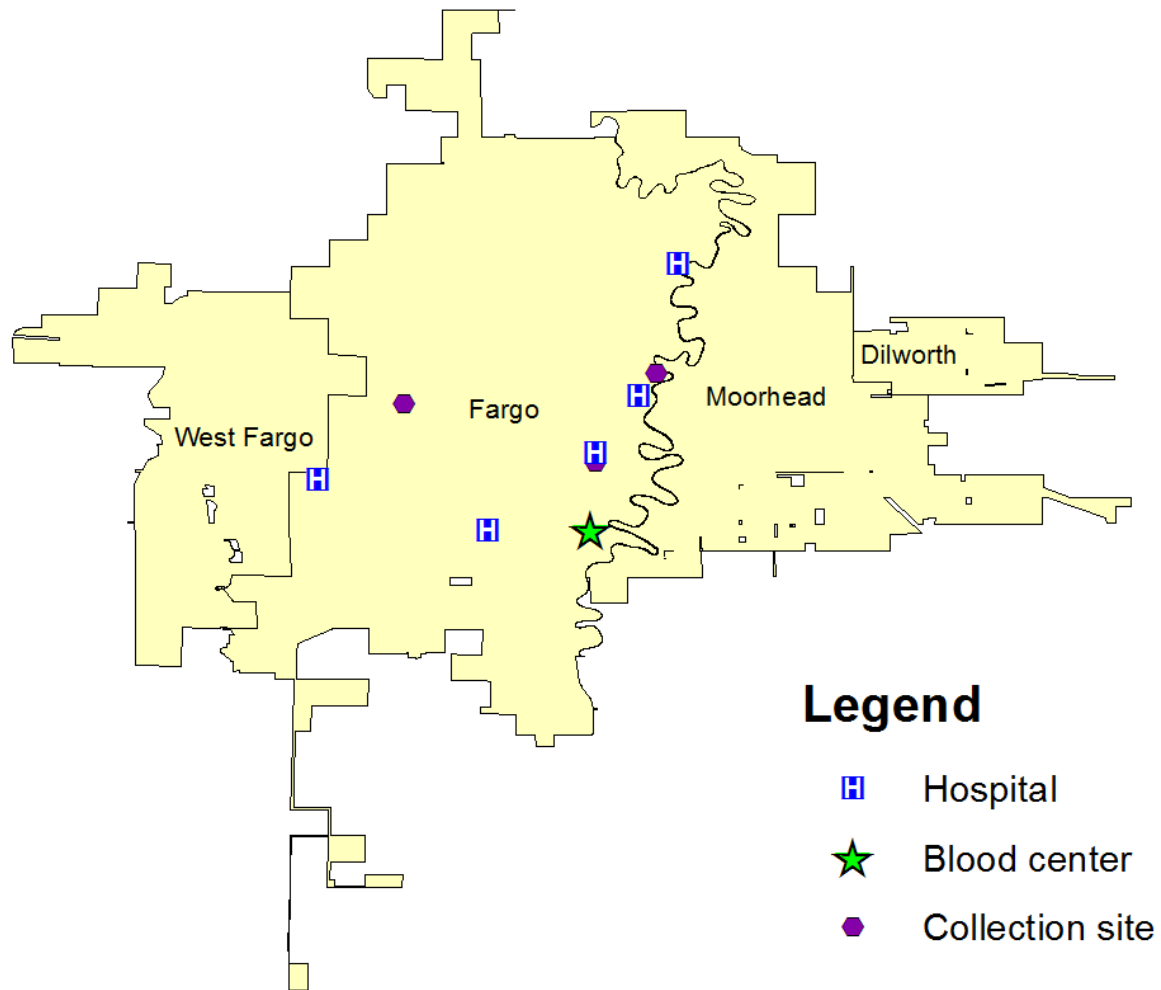 Dilworth
Moorhead
Fargo
West Fargo
H
H
H
H
H
Legend
H Hospital
Blood center
Collection site